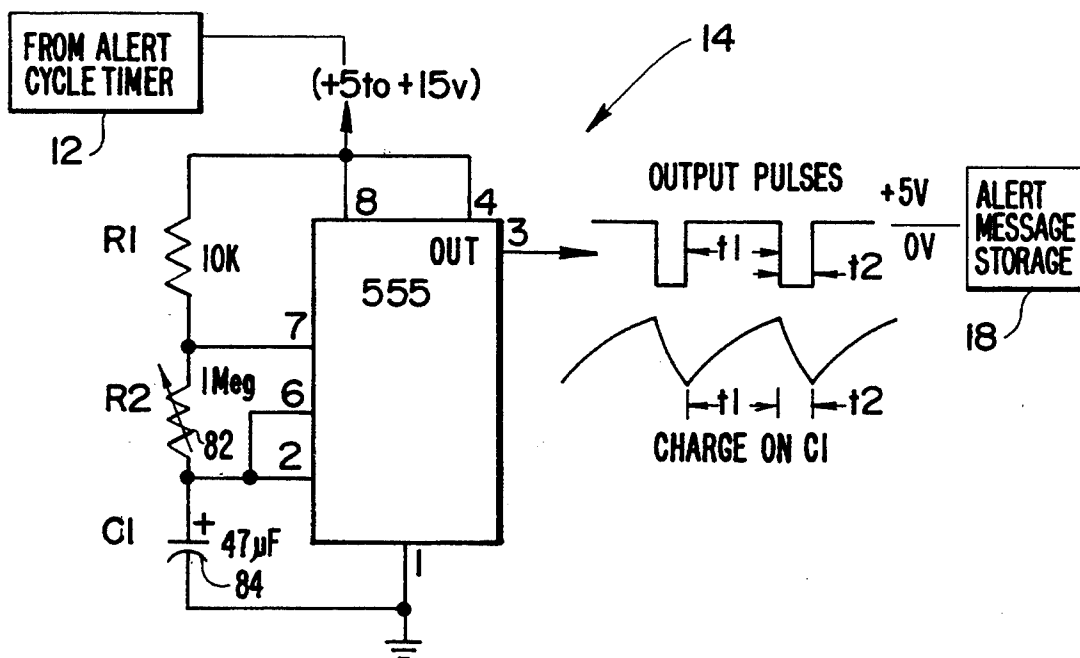 FROM ALERT
CYCLE TIMER
12
(+5to +15v)
14
8
4
3
OUT
555
R1
10K
7
1Meg
6
R2
82
2
C1
+
47µF
84
1
OUTPUT PULSES
t1
t2
+5V
0V
ALERT
MESSAGE
STORAGE
18
t1
t2
CHARGE ON C1